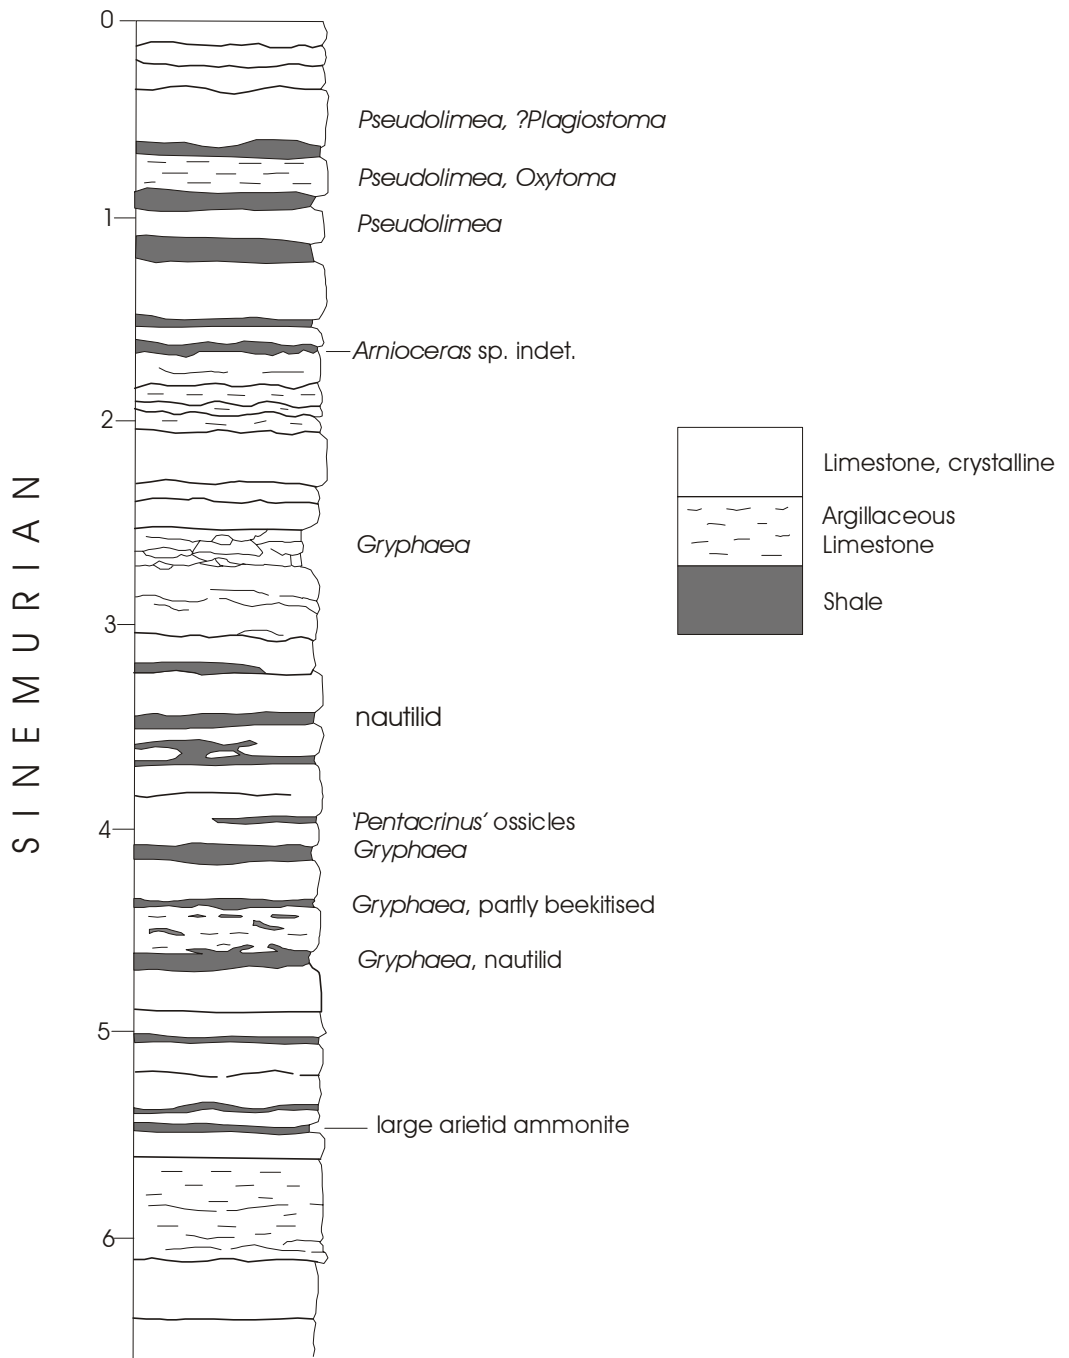 0
Pseudolimea, ?Plagiostoma
Pseudolimea, Oxytoma
1
Pseudolimea
Arnioceras sp. indet.
2
Limestone, crystalline
Argillaceous
Limestone
Shale
Gryphaea
3
SINEMURIAN
nautilid
'Pentacrinus' ossicles
4
Gryphaea
Gryphaea, partly beekitised
Gryphaea, nautilid
5
large arietid ammonite
6